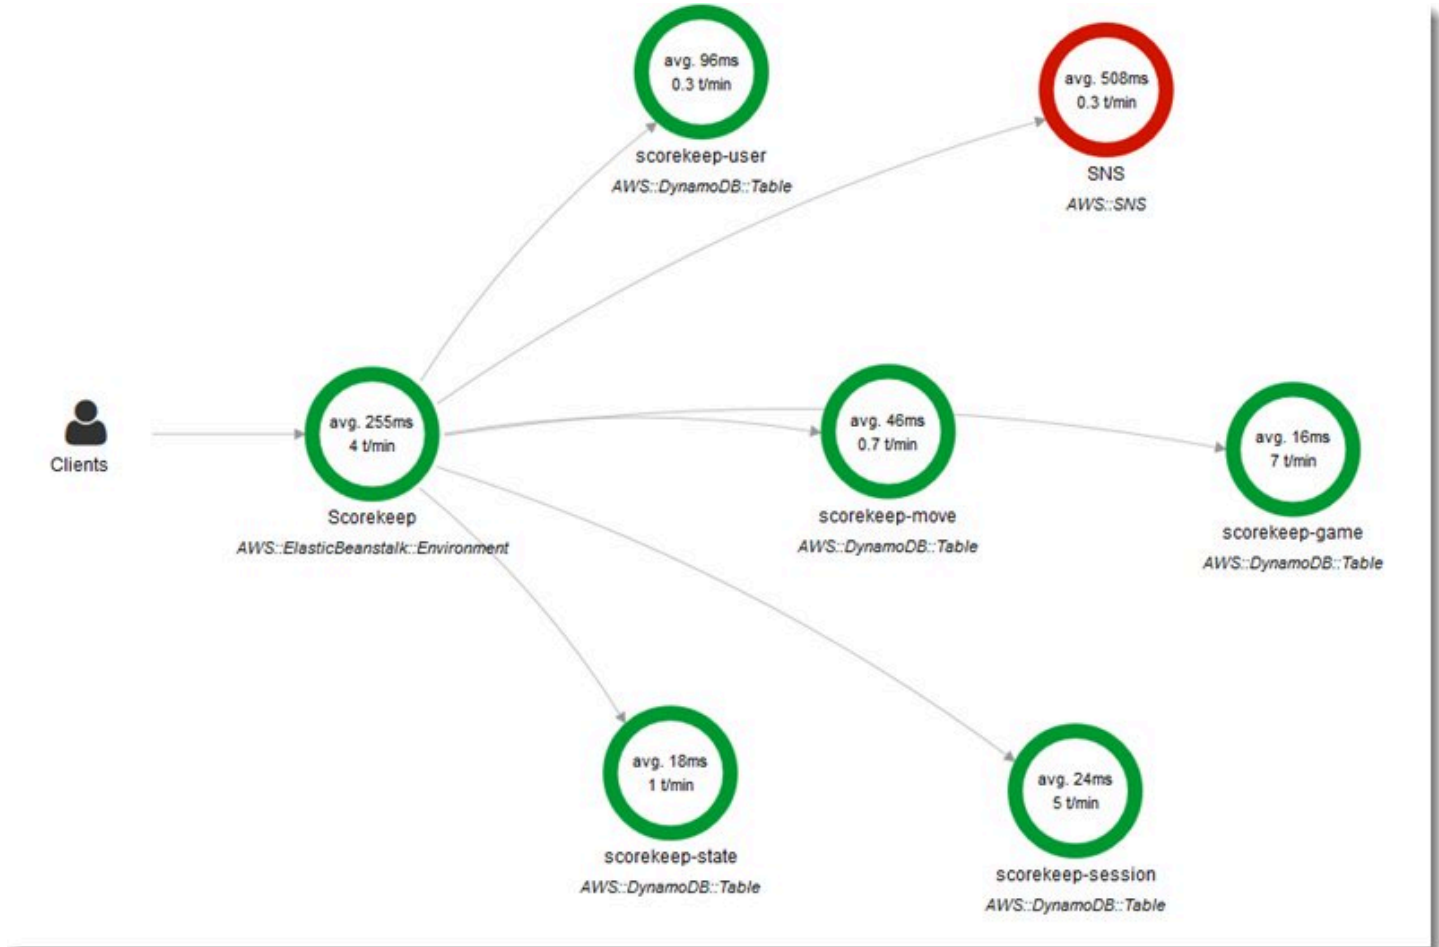 avg. 96ms
0.3 t/min
scorekeep-user
AWS::DynamoDB::Table
avg. 508ms
0.3 t/min
SNS
AWS::SNS
Clients
avg. 255ms
4 t/min
Scorekeep
AWS::ElasticBeanstalk::Environment
avg. 46ms
0.7 t/min
scorekeep-move
AWS::DynamoDB::Table
avg. 16ms
7 t/min
scorekeep-game
AWS::DynamoDB::Table
avg. 18ms
1 t/min
scorekeep-state
AWS::DynamoDB::Table
avg. 24ms
5 t/min
scorekeep-session
AWS::DynamoDB::Table